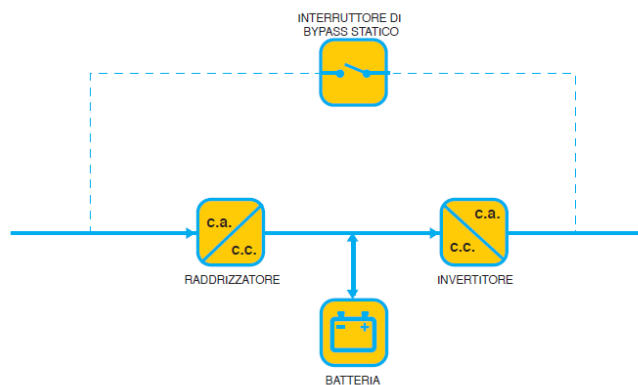 INTERRUTTORE DI
BYPASS STATICO
c.a.
c.c.
RADDRIZZATORE
c.a.
c.c.
INVERTITORE
- +
BATTERIA